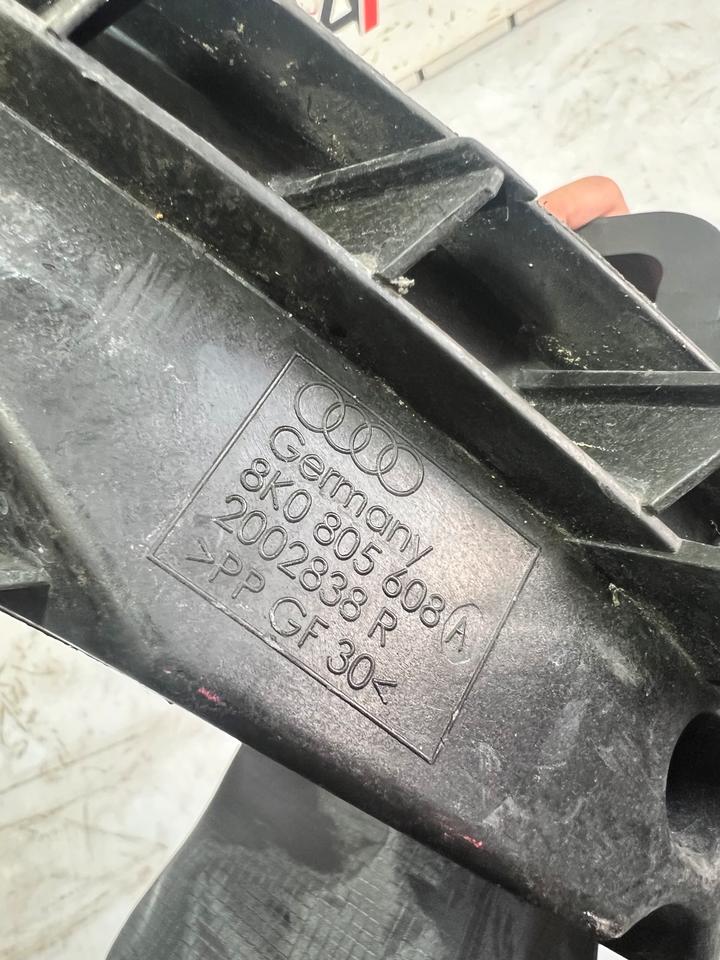 Germany
8K0 805 608 A
2002838 R
>PP GF 30<